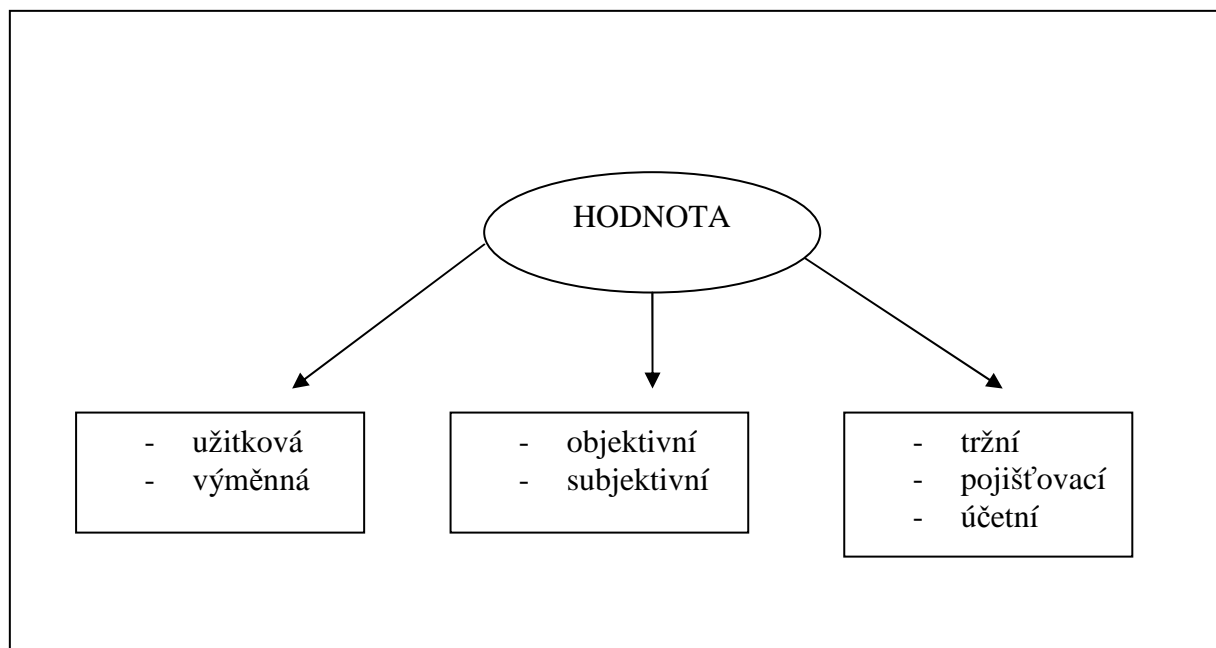 HODNOTA
- užitková
- výměnná
- objektivní
- subjektivní
- tržní
- pojišťovací
- účetní